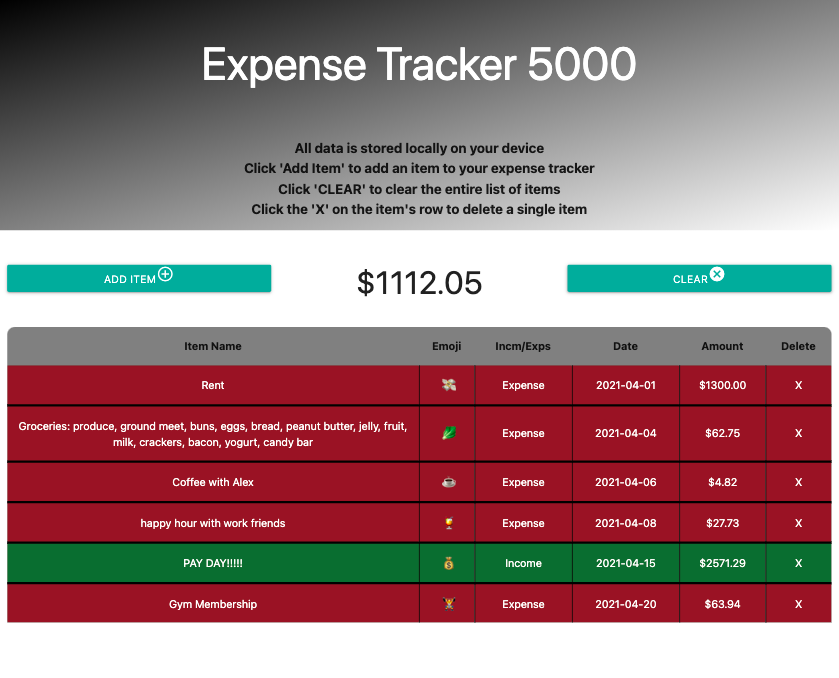 Expense Tracker 5000
All data is stored locally on your device
Click 'Add Item' to add an item to your expense tracker
Click 'CLEAR' to clear the entire list of items
Click the 'X' on the item's row to delete a single item
ADD ITEM
$1112.05
CLEAR
Item Name Emoji Incm/Exps Date Amount Delete
Rent 💸 Expense 2021-04-01 $1300.00 X
Groceries: produce, ground meet, buns, eggs, bread, peanut butter, jelly, fruit,
milk, crackers, bacon, yogurt, candy bar 🥬 Expense 2021-04-04 $62.75 X
Coffee with Alex ☕ Expense 2021-04-06 $4.82 X
happy hour with work friends 🍹 Expense 2021-04-08 $27.73 X
PAY DAY!!!!! 💰 Income 2021-04-15 $2571.29 X
Gym Membership 🏋 Expense 2021-04-20 $63.94 X